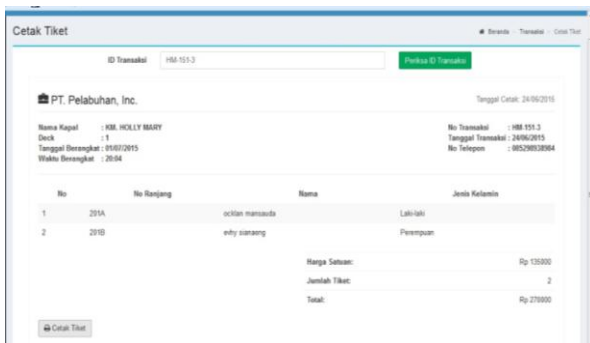 Cetak Tiket
Beranda > Transaksi > Cetak Tiket
ID Transaksi HM-151-3 Periksa ID Transaksi
PT. Pelabuhan, Inc. Tanggal Cetak: 24/06/2015
Nama Kapal : KM. HOLLY MARY No Transaksi : HM-151-3
Deck : 1 Tanggal Transaksi : 24/06/2015
Tanggal Berangkat : 01/07/2015 No Telepon : 085298938984
Waktu Berangkat : 20:04
No No Ranjang Nama Jenis Kelamin
1 201A ocklan mansauda Laki-laki
2 201B Perempuan
Harga Satuan: Rp 135000
Jumlah Tiket: 2
Total: Rp 270000
Cetak Tiket